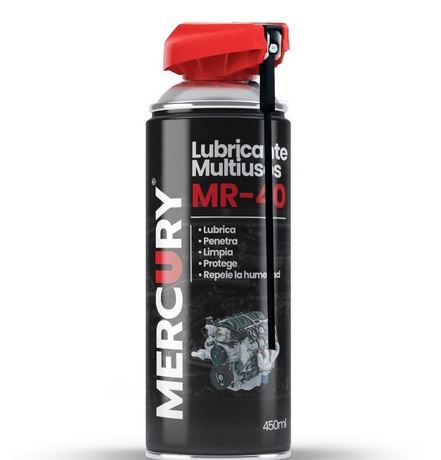 Lubricante
Multiusos
MR-40
• Lubrica
• Penetra
• Limpia
• Protege
• Repele la humedad
MERCURY®
450ml